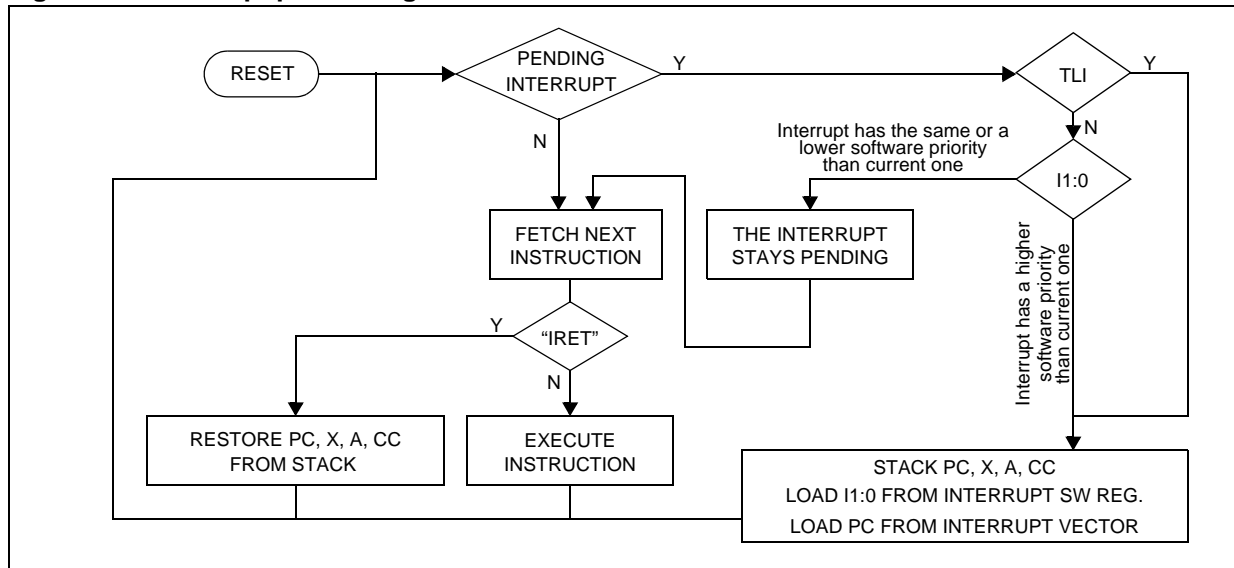 RESET
PENDING
INTERRUPT
Y
TLI
Y
N
N
Interrupt has the same or a
lower software priority
than current one
I1:0
FETCH NEXT
INSTRUCTION
THE INTERRUPT
STAYS PENDING
Interrupt has a higher
software priority
than current one
Y
“IRET”
N
RESTORE PC, X, A, CC
FROM STACK
EXECUTE
INSTRUCTION
STACK PC, X, A, CC
LOAD I1:0 FROM INTERRUPT SW REG.
LOAD PC FROM INTERRUPT VECTOR